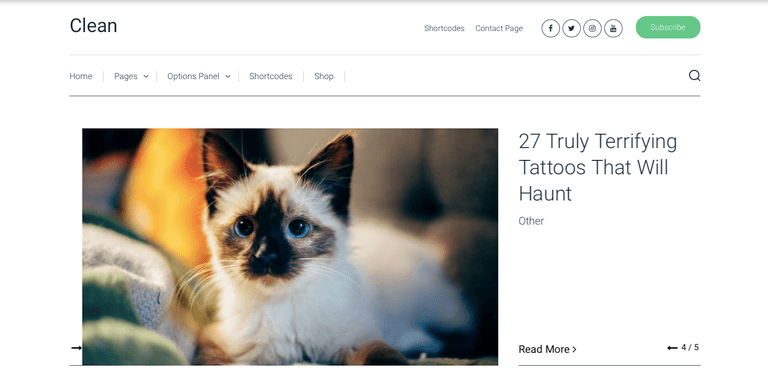 Clean
Shortcodes Contact Page Subscribe
Home Pages Options Panel Shortcodes Shop
27 Truly Terrifying
Tattoos That Will
Haunt
Other
Read More
4 / 5